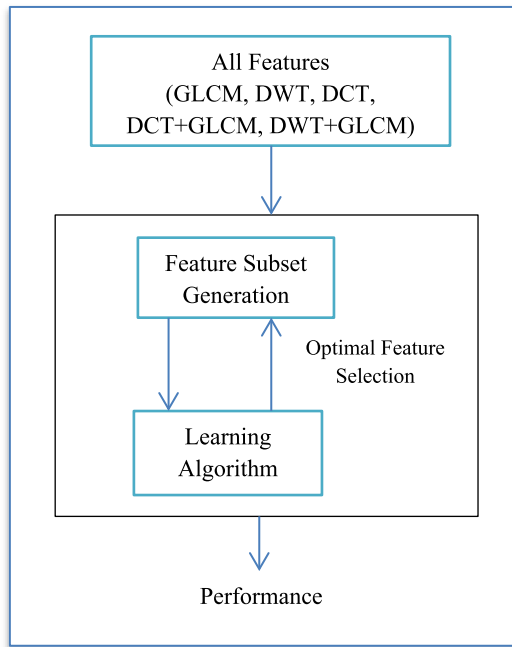 All Features
(GLCM, DWT, DCT,
DCT+GLCM, DWT+GLCM)
Feature Subset
Generation
Optimal Feature
Selection
Learning
Algorithm
Performance